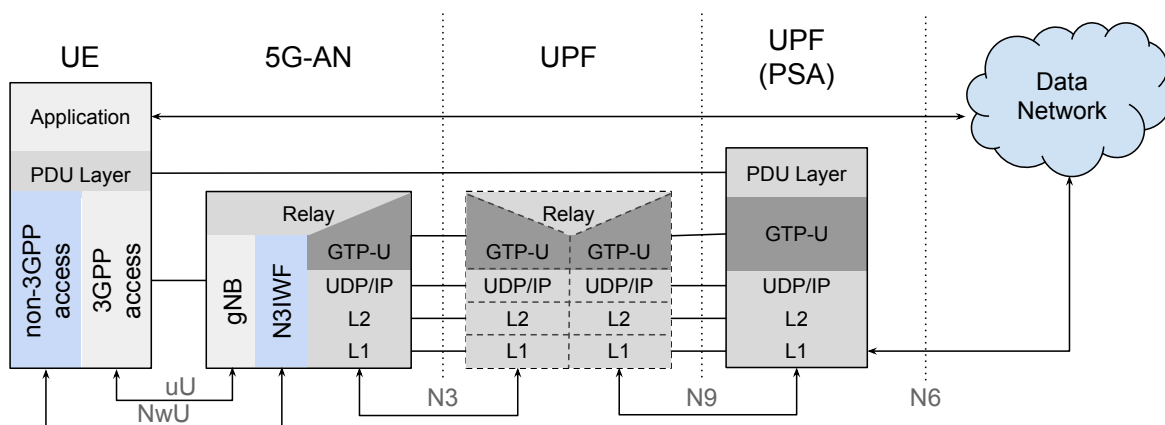 UE
5G-AN
UPF
UPF
(PSA)
Data
Network
Application
PDU Layer
PDU Layer
non-3GPP
access
3GPP
access
Relay
gNB
N3IWF
GTP-U
UDP/IP
L2
L1
Relay
GTP-U
GTP-U
UDP/IP
UDP/IP
L2
L2
L1
L1
GTP-U
UDP/IP
L2
L1
uU
NwU
N3
N9
N6